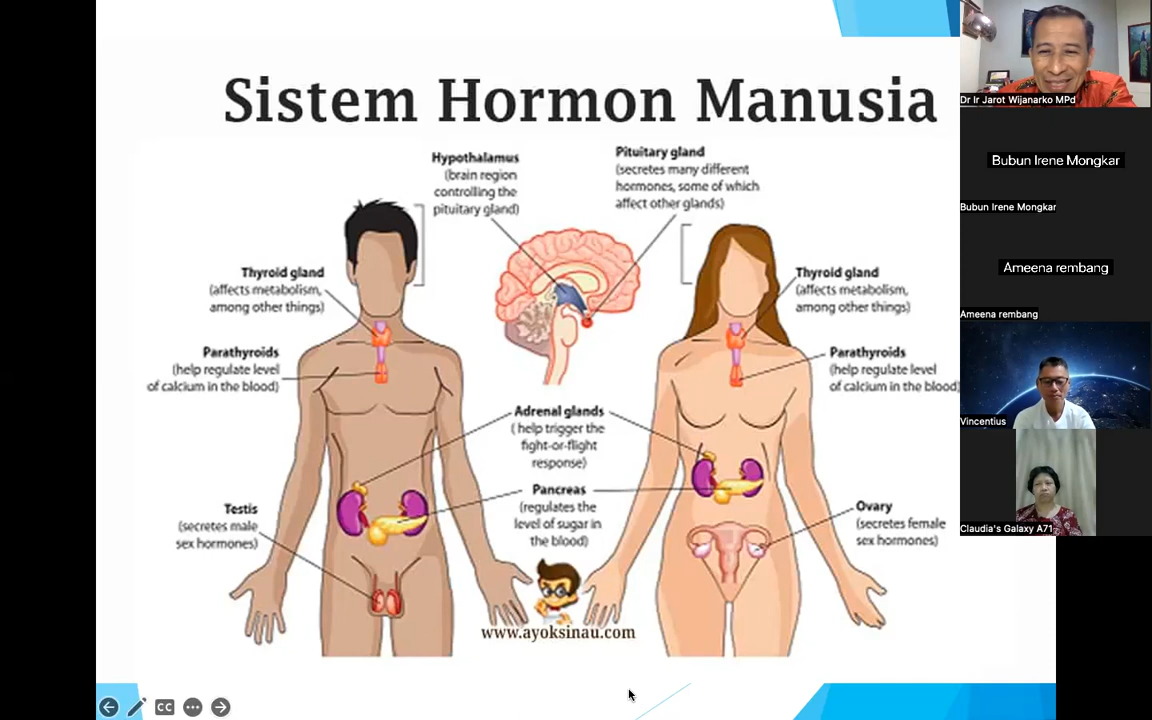 Sistem Hormon Manusia
Hypothalamus
(brain region
controlling the
pituitary gland)
Pituitary gland
(secretes many different
hormones, some of which
affect other glands)
Thyroid gland
(affects metabolism,
among other things)
Thyroid gland
(affects metabolism,
among other things)
Parathyroids
(help regulate level
of calcium in the blood)
Parathyroids
(help regulate level
of calcium in the blood)
Adrenal glands
( help trigger the
fight-or-flight
response)
Pancreas
(regulates the
level of sugar in
the blood)
Testis
(secretes male
sex hormones)
Ovary
(secretes female
sex hormones)
www.ayoksinau.com
CC
Dr Ir Jarot Wijanarko MPd
Bubun Irene Mongkar
Bubun Irene Mongkar
Ameena rembang
Ameena rembang
Vincentius
Claudia's Galaxy A71